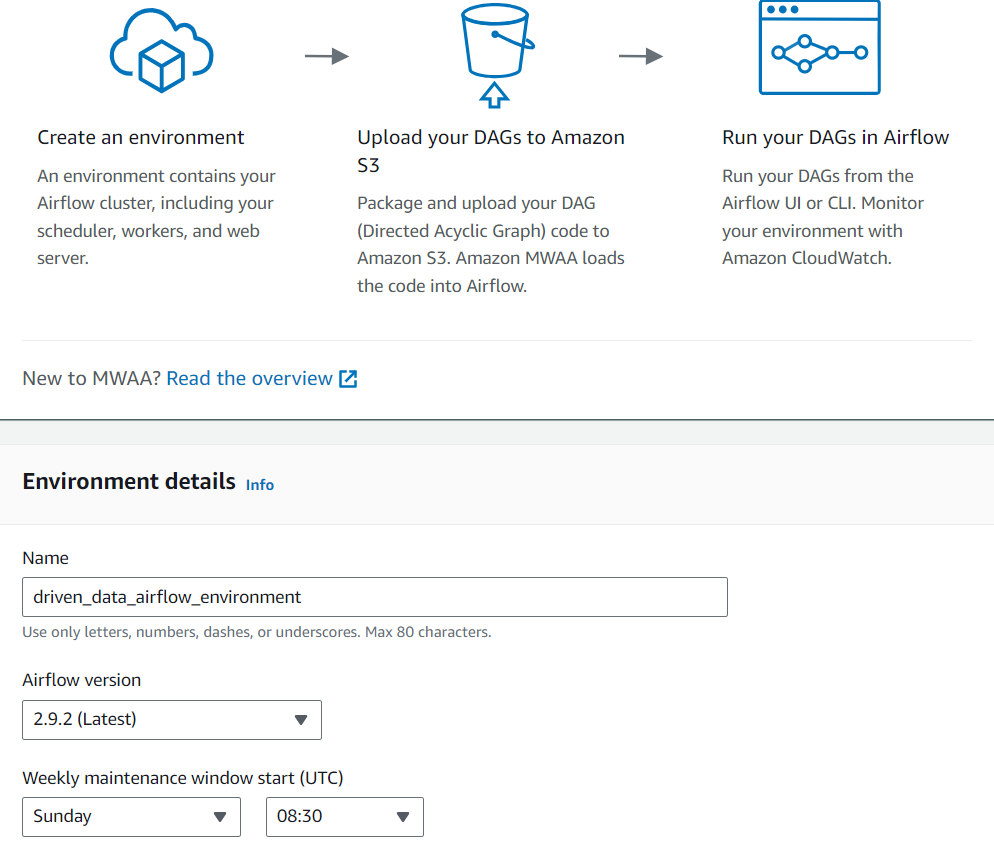 Create an environment
An environment contains your
Airflow cluster, including your
scheduler, workers, and web
server.
Upload your DAGs to Amazon
S3
Package and upload your DAG
(Directed Acyclic Graph) code to
Amazon S3. Amazon MWAA loads
the code into Airflow.
Run your DAGs in Airflow
Run your DAGs from the
Airflow UI or CLI. Monitor
your environment with
Amazon CloudWatch.
New to MWAA? Read the overview
Environment details Info
Name
driven_data_airflow_environment
Use only letters, numbers, dashes, or underscores. Max 80 characters.
Airflow version
2.9.2 (Latest)
Weekly maintenance window start (UTC)
Sunday 08:30